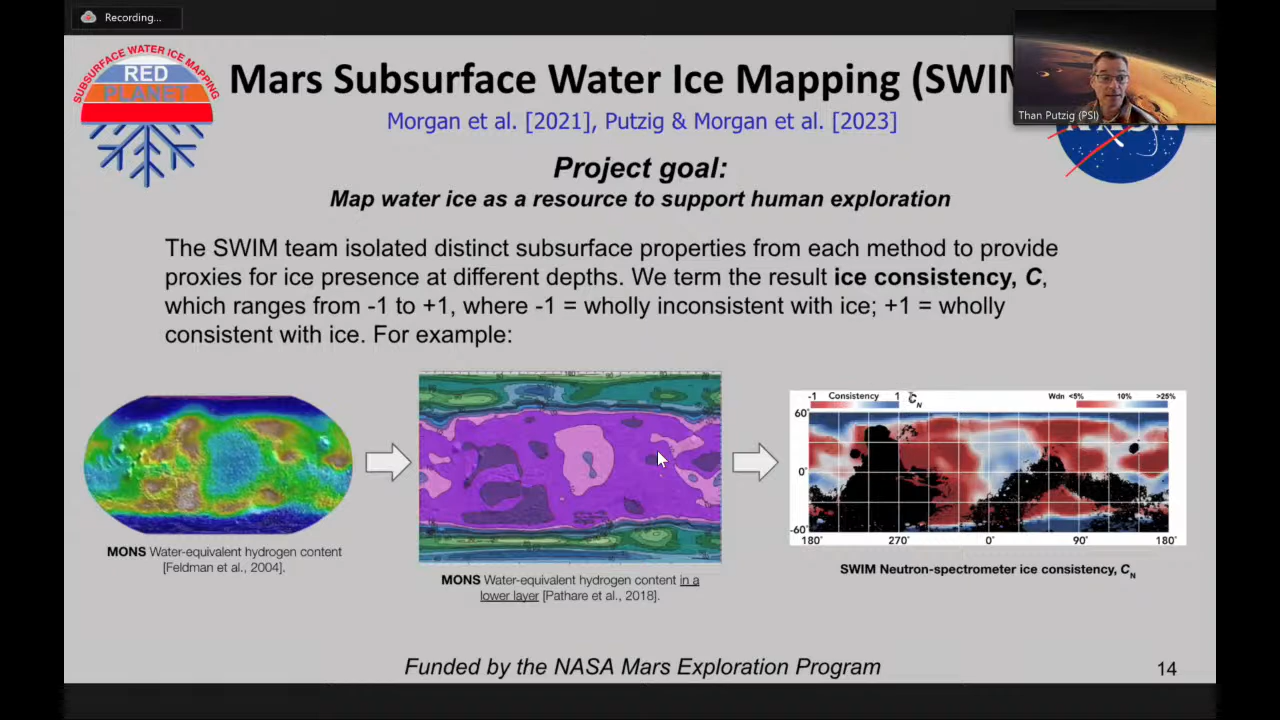 Recording...
SUBSURFACE WATER ICE MAPPING
RED
PLANET
Mars Subsurface Water Ice Mapping (SWIM
Morgan et al. [2021], Putzig & Morgan et al. [2023]
Than Putzig (PSI)
Project goal:
Map water ice as a resource to support human exploration
The SWIM team isolated distinct subsurface properties from each method to provide
proxies for ice presence at different depths. We term the result ice consistency, C,
which ranges from -1 to +1, where -1 = wholly inconsistent with ice; +1 = wholly
consistent with ice. For example:
-1 Consistency 1 C̄N
Wdn <5% 10% >25%
60°
0°
-60°
180° 270° 0° 90° 180°
MONS Water-equivalent hydrogen content
[Feldman et al., 2004].
MONS Water-equivalent hydrogen content in a
lower layer [Pathare et al., 2018].
SWIM Neutron-spectrometer ice consistency, CN
Funded by the NASA Mars Exploration Program
14